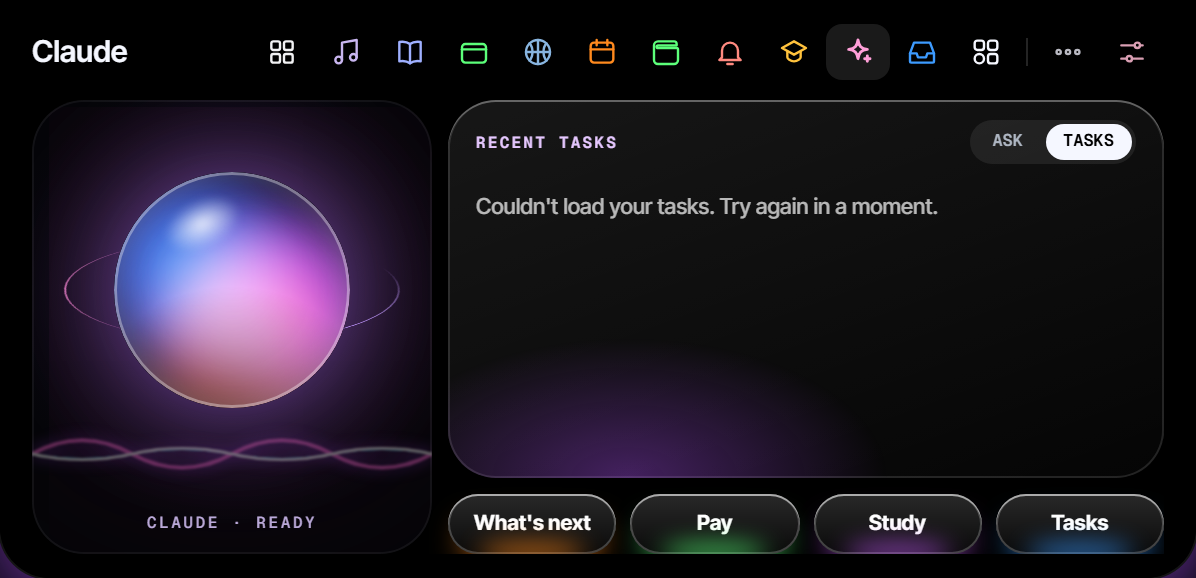 Claude
RECENT TASKS
ASK
TASKS
Couldn't load your tasks. Try again in a moment.
CLAUDE · READY
What's next
Pay
Study
Tasks